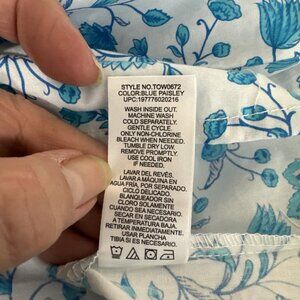 STYLE NO.TOW0672
COLOR:BLUE PAISLEY
UPC:197776020216
WASH INSIDE OUT.
MACHINE WASH
COLD SEPARATELY.
GENTLE CYCLE.
ONLY NON-CHLORINE
BLEACH WHEN NEEDED.
TUMBLE DRY LOW.
REMOVE PROMPTLY.
USE COOL IRON
IF NEEDED.
LAVAR DEL REVÉS.
LAVAR A MÁQUINA EN
AGUA FRÍA, POR SEPARADO.
CICLO DELICADO.
BLANQUEADOR SIN
CLORO SOLAMENTE
CUANDO SEA NECESARIO.
SECAR EN SECADORA
A TEMPERATURA BAJA.
RETIRAR INMEDIATAMENTE.
USAR PLANCHA
TIBIA SI ES NECESARIO.